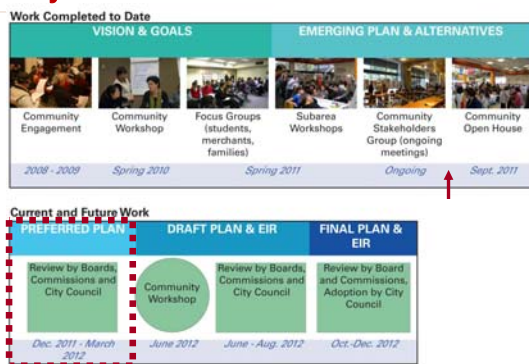 Work Completed to Date
VISION & GOALS
EMERGING PLAN & ALTERNATIVES
Community
Engagement
Community
Workshop
Focus Groups
(students,
merchants,
families)
Subarea
Workshops
Community
Stakeholders
Group (ongoing
meetings)
Community
Open House
2008 - 2009
Spring 2010
Spring 2011
Ongoing
Sept. 2011
Current and Future Work
PREFERRED PLAN
DRAFT PLAN & EIR
FINAL PLAN &
EIR
Review by Boards,
Commissions and
City Council
Community
Workshop
Review by Boards,
Commissions and
City Council
Review by Board
and Commissions,
Adoption by City
Council
Dec. 2011 - March
2012
June 2012
June - Aug. 2012
Oct.-Dec. 2012